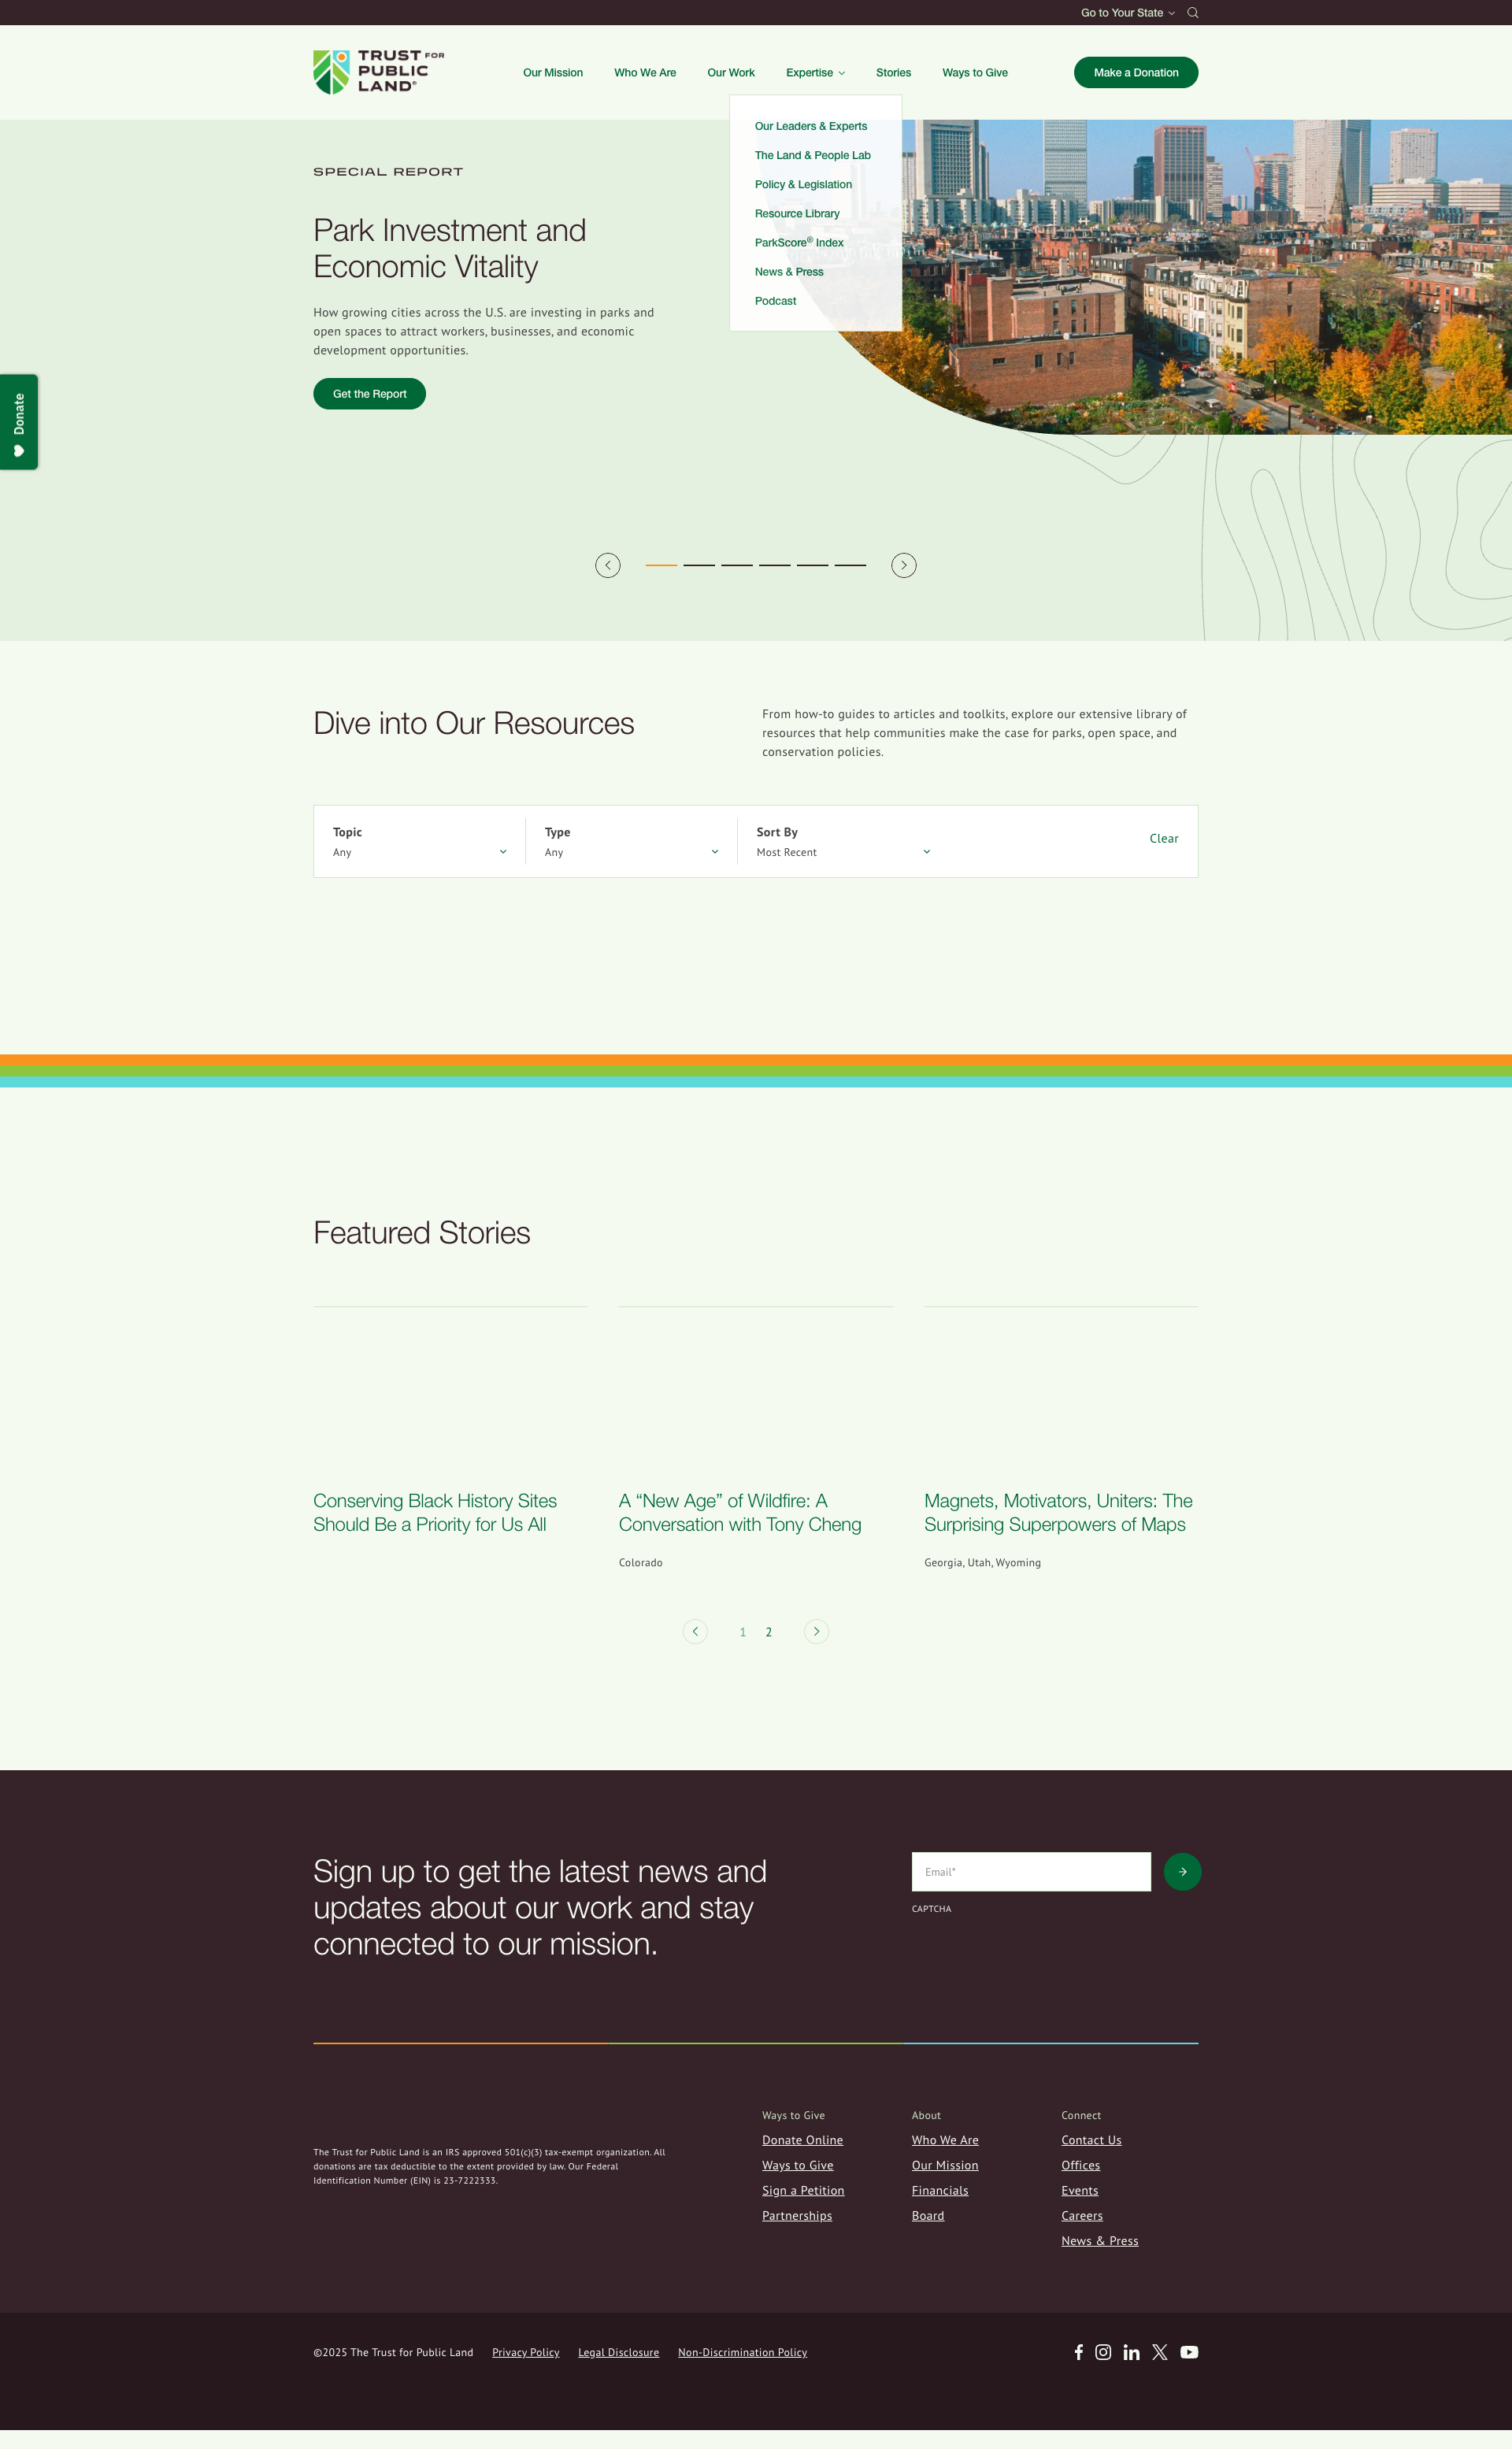 Go to Your State
TRUST FOR
PUBLIC
LAND®
Our Mission
Who We Are
Our Work
Expertise
Stories
Ways to Give
Make a Donation
Our Leaders & Experts
The Land & People Lab
Policy & Legislation
Resource Library
ParkScore® Index
News & Press
Podcast
SPECIAL REPORT
Park Investment and
Economic Vitality
How growing cities across the U.S. are investing in parks and
open spaces to attract workers, businesses, and economic
development opportunities.
Get the Report
Donate
Dive into Our Resources
From how-to guides to articles and toolkits, explore our extensive library of
resources that help communities make the case for parks, open space, and
conservation policies.
Topic
Any
Type
Any
Sort By
Most Recent
Clear
Featured Stories
Conserving Black History Sites
Should Be a Priority for Us All
A “New Age” of Wildfire: A
Conversation with Tony Cheng
Colorado
Magnets, Motivators, Uniters: The
Surprising Superpowers of Maps
Georgia, Utah, Wyoming
1 2
Sign up to get the latest news and
updates about our work and stay
connected to our mission.
Email*
CAPTCHA
The Trust for Public Land is an IRS approved 501(c)(3) tax-exempt organization. All
donations are tax deductible to the extent provided by law. Our Federal
Identification Number (EIN) is 23-7222333.
Ways to Give
Donate Online
Ways to Give
Sign a Petition
Partnerships
About
Who We Are
Our Mission
Financials
Board
Connect
Contact Us
Offices
Events
Careers
News & Press
©2025 The Trust for Public Land
Privacy Policy
Legal Disclosure
Non-Discrimination Policy